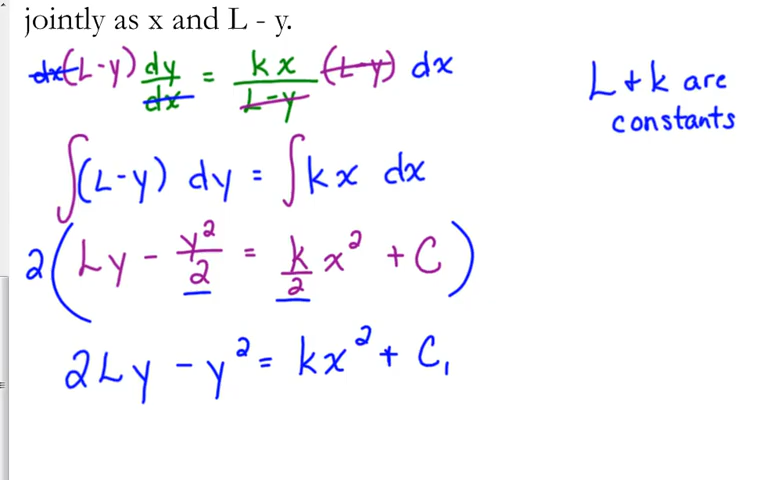 jointly as x and L - y.
dx(L-y) dy/dx = kx/(L-y) (L-y) dx
L + k are
constants
∫(L-y) dy = ∫kx dx
2(Ly - y²/2 = k/2 x² + C)
2Ly - y² = kx² + C₁